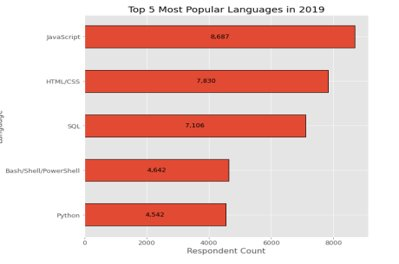 Top 5 Most Popular Languages in 2019
JavaScript
8,687
HTML/CSS
7,830
SQL
7,106
Bash/Shell/PowerShell
4,642
Python
4,542
0 2000 4000 6000 8000
Respondent Count